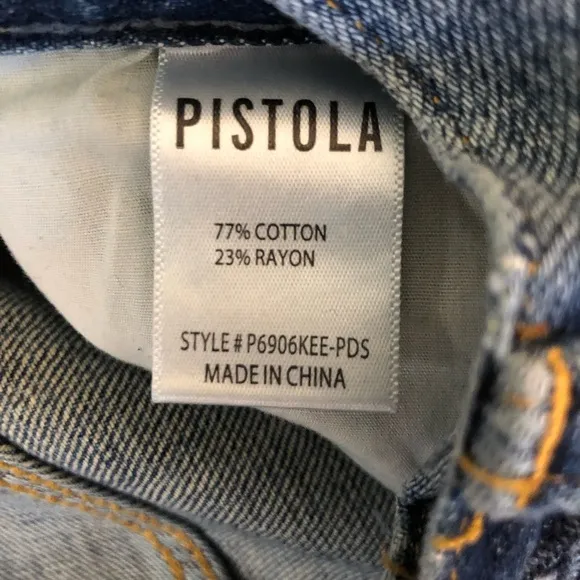 PISTOLA
77% COTTON
23% RAYON
STYLE # P6906KEE-PDS
MADE IN CHINA